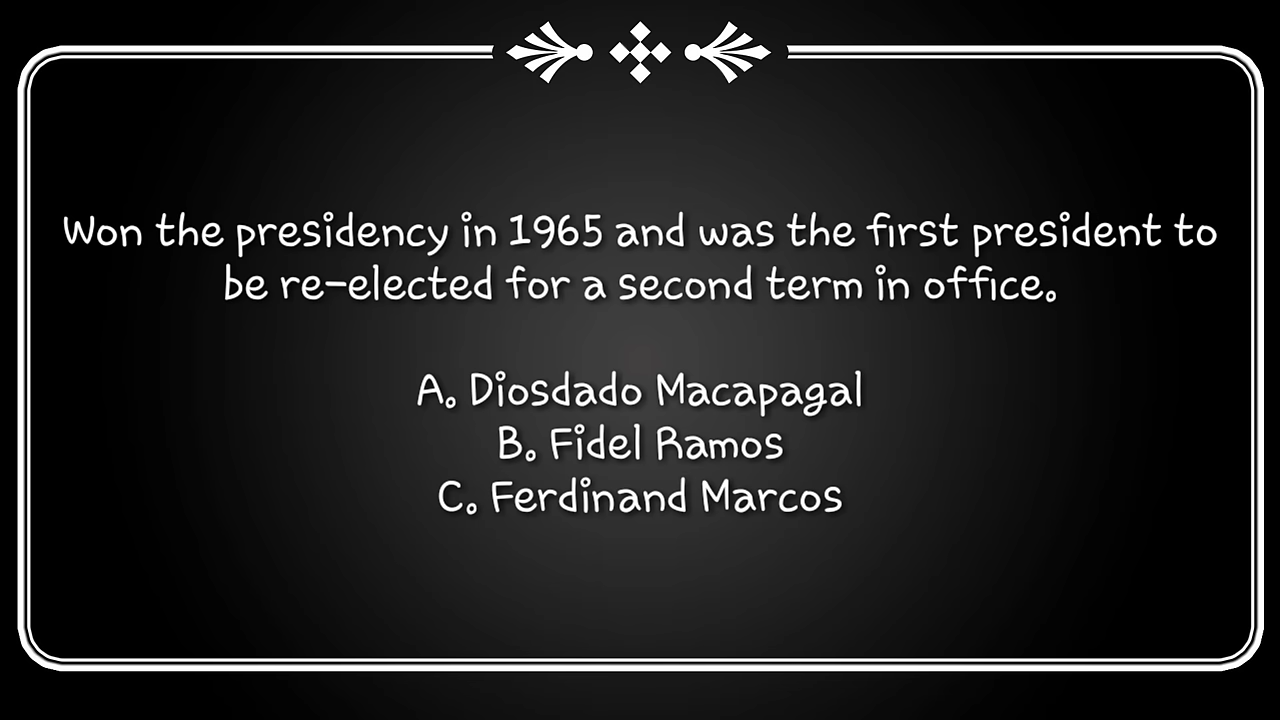 Won the presidency in 1965 and was the first president to
be re-elected for a second term in office.
A. Diosdado Macapagal
B. Fidel Ramos
C. Ferdinand Marcos